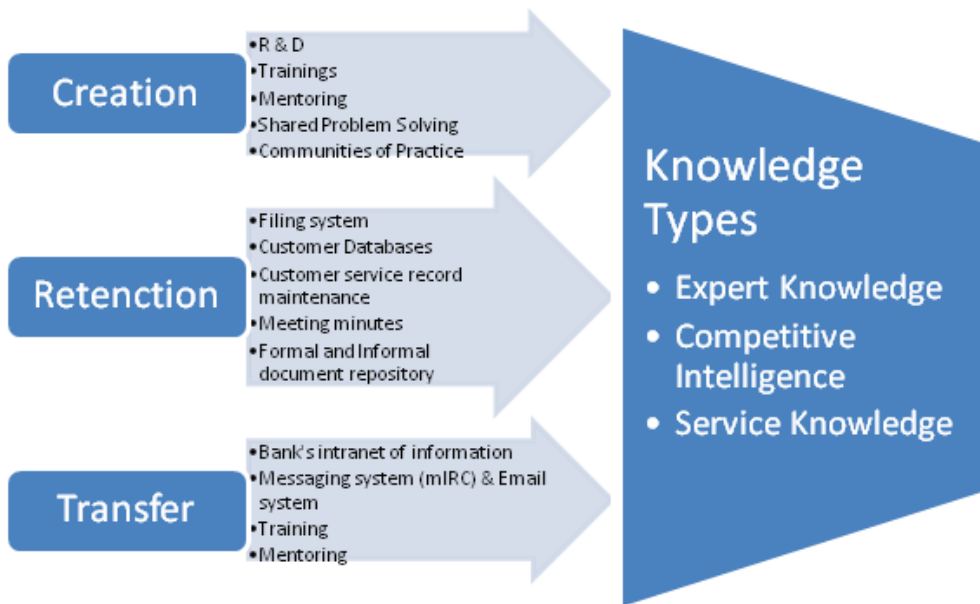 Creation
•R & D
•Trainings
•Mentoring
•Shared Problem Solving
•Communities of Practice
Retenction
•Filing system
•Customer Databases
•Customer service record
maintenance
•Meeting minutes
•Formal and Informal
document repository
Transfer
•Bank's intranet of information
•Messaging system (mIRC) & Email
system
•Training
•Mentoring
Knowledge
Types
• Expert Knowledge
• Competitive
Intelligence
• Service Knowledge